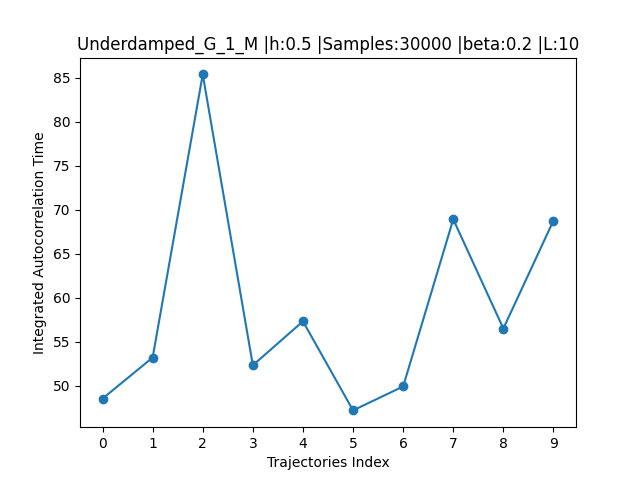 Underdamped_G_1_M |h:0.5 |Samples:30000 |beta:0.2 |L:10
Integrated Autocorrelation Time
85
80
75
70
65
60
55
50
0 1 2 3 4 5 6 7 8 9
Trajectories Index